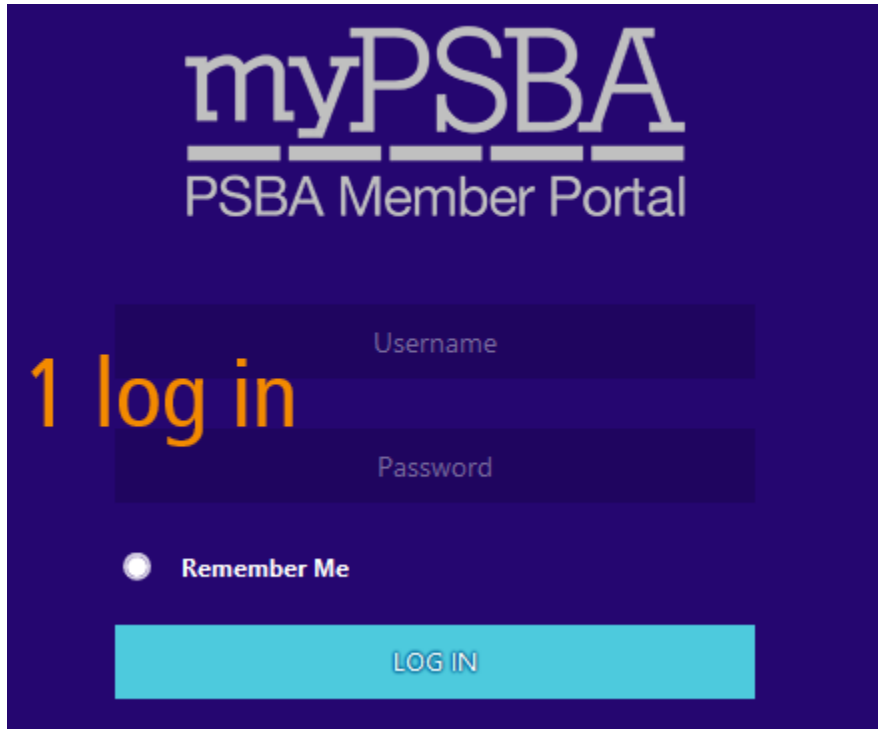 myPSBA
PSBA Member Portal
Username
1 log in
Password
Remember Me
LOG IN